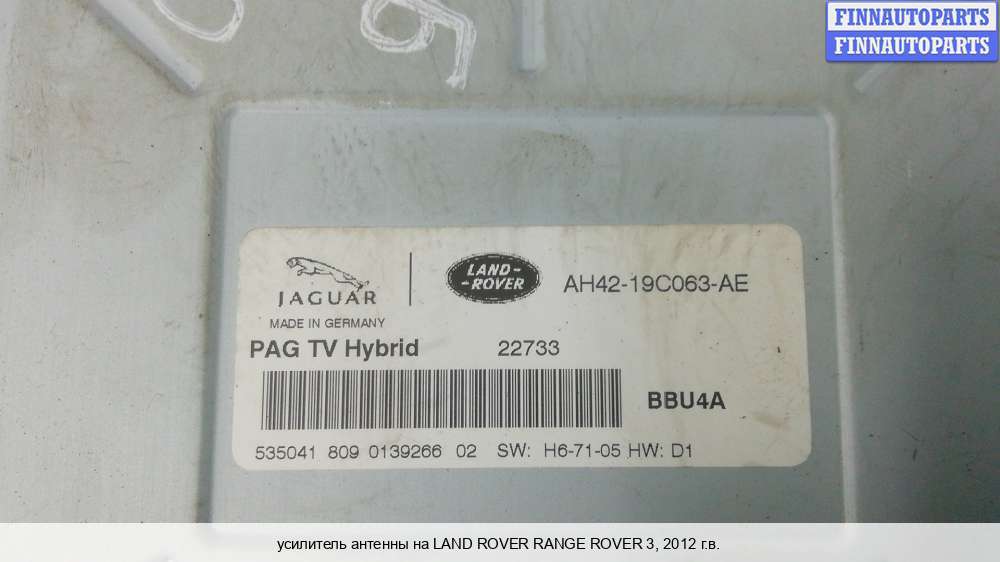 FINNAUTOPARTS
FINNAUTOPARTS
JAGUAR
LAND-
-ROVER
AH42-19C063-AE
MADE IN GERMANY
PAG TV Hybrid 22733
BBU4A
535041 809 0139266 02 SW: H6-71-05 HW: D1
усилитель антенны на LAND ROVER RANGE ROVER 3, 2012 г.в.